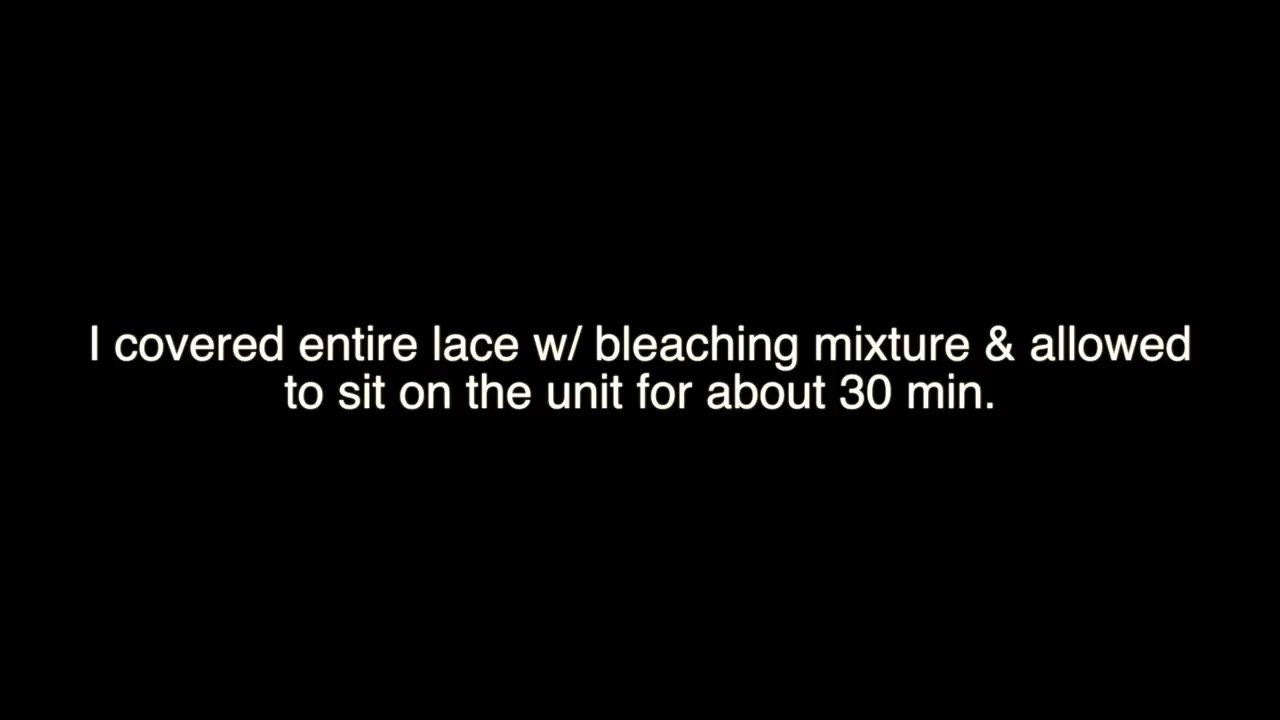 I covered entire lace w/ bleaching mixture & allowed
to sit on the unit for about 30 min.